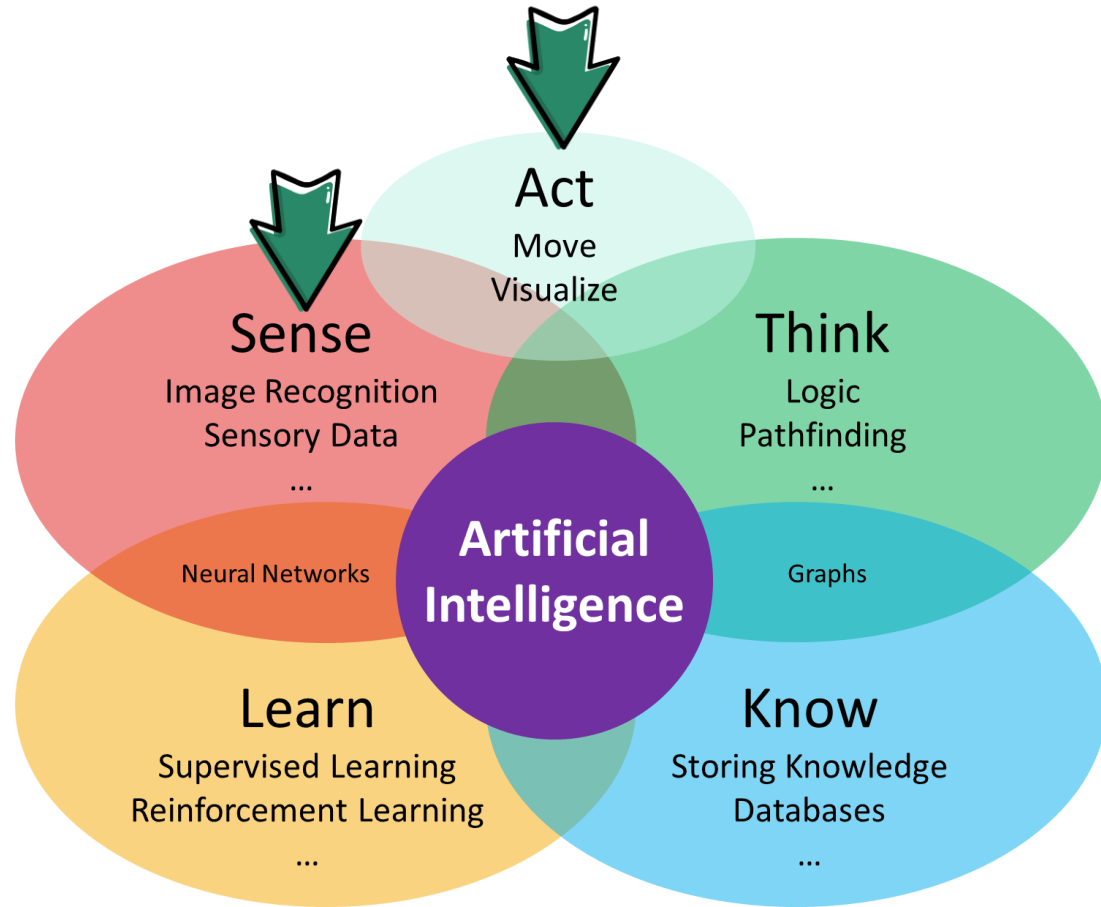 Act
Move
Visualize
Sense
Image Recognition
Sensory Data
...
Think
Logic
Pathfinding
...
Neural Networks
Artificial
Intelligence
Graphs
Learn
Supervised Learning
Reinforcement Learning
...
Know
Storing Knowledge
Databases
...